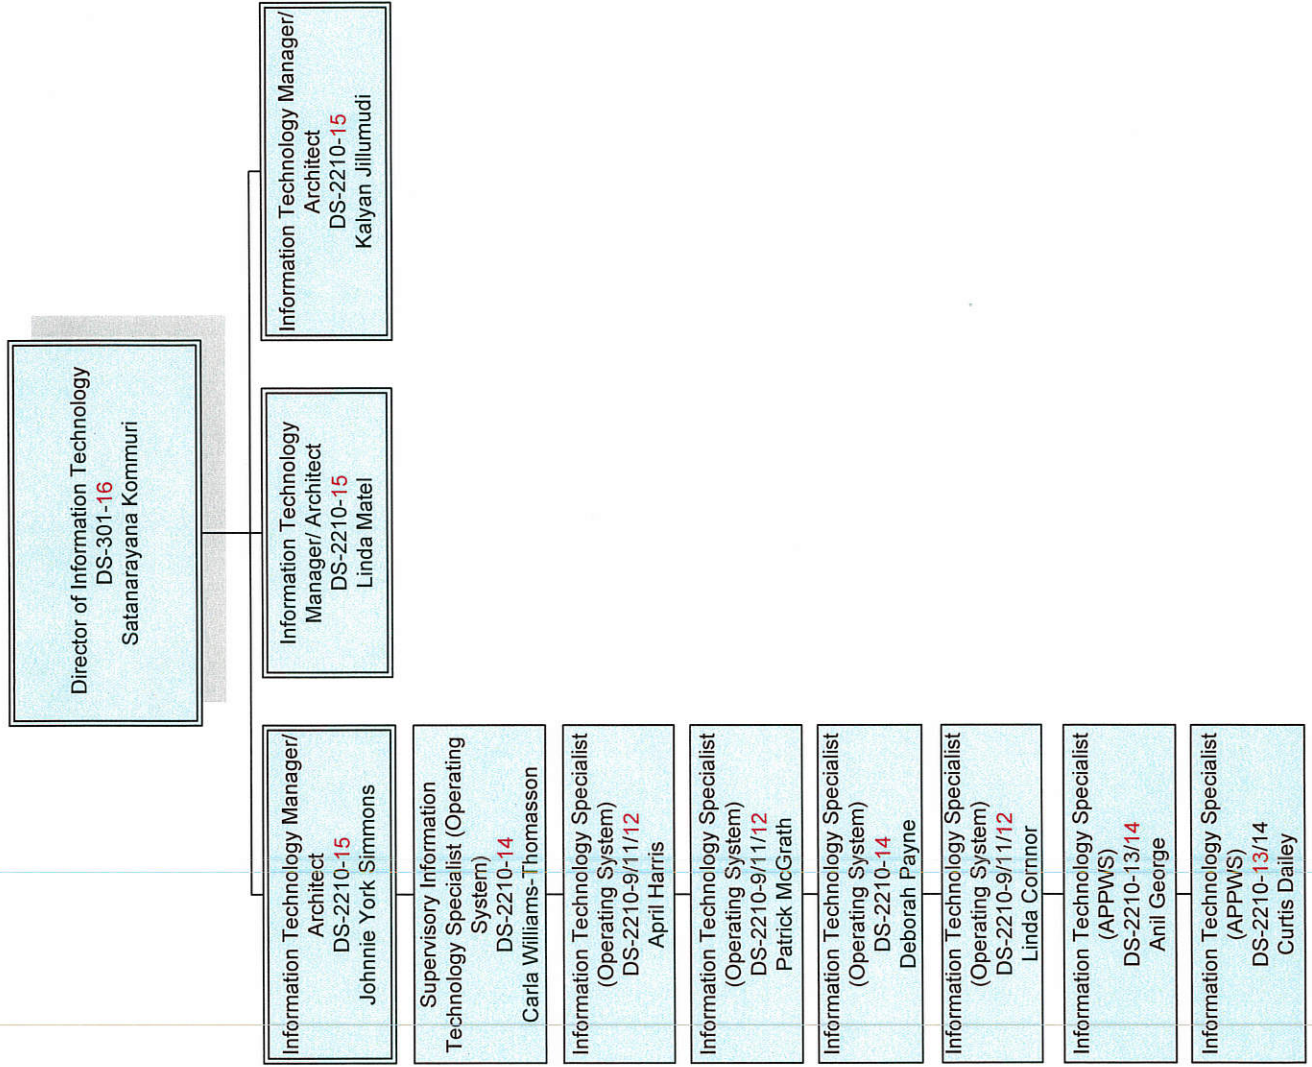 Director of Information Technology
DS-301-16
Satanarayana Kommuri
Information Technology Manager/
Architect
DS-2210-15
Johnnie York Simmons
Information Technology
Manager/ Architect
DS-2210-15
Linda Matel
Information Technology Manager/
Architect
DS-2210-15
Kalyan Jillumudi
Supervisory Information
Technology Specialist (Operating
System)
DS-2210-14
Carla Williams-Thomasson
Information Technology Specialist
(Operating System)
DS-2210-9/11/12
April Harris
Information Technology Specialist
(Operating System)
DS-2210-9/11/12
Patrick McGrath
Information Technology Specialist
(Operating System)
DS-2210-14
Deborah Payne
Information Technology Specialist
(Operating System)
DS-2210-9/11/12
Linda Connor
Information Technology Specialist
(APPWS)
DS-2210-13/14
Anil George
Information Technology Specialist
(APPWS)
DS-2210-13/14
Curtis Dailey